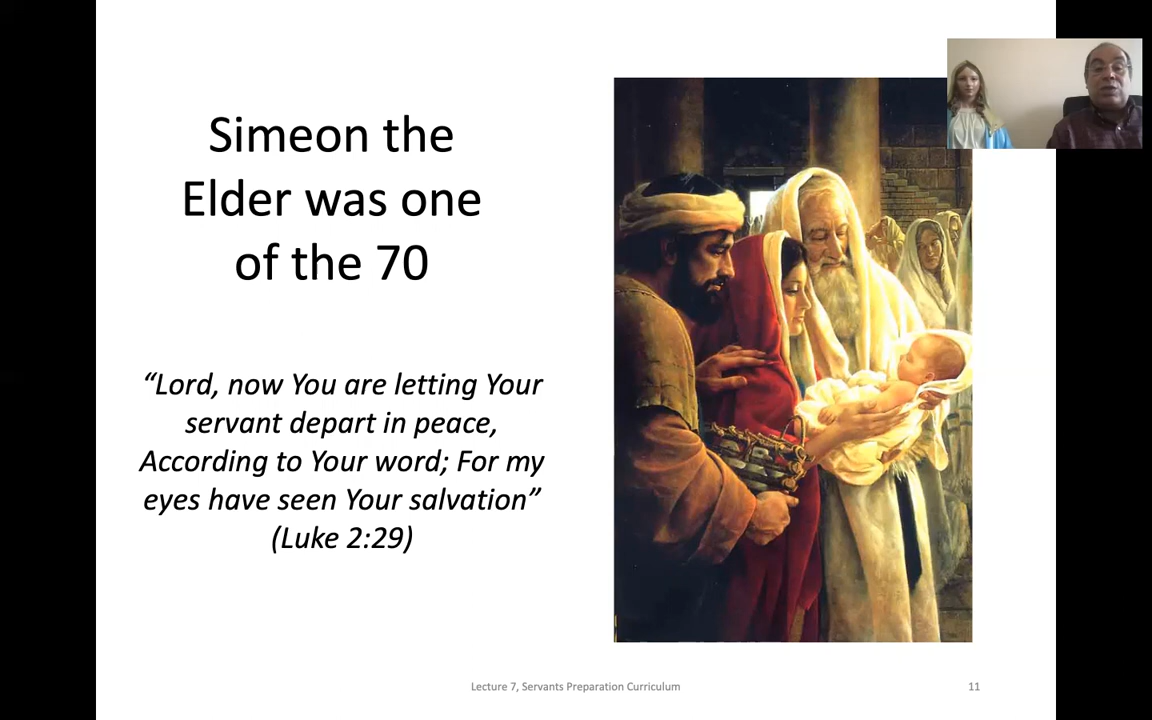 Simeon the
Elder was one
of the 70
“Lord, now You are letting Your
servant depart in peace,
According to Your word; For my
eyes have seen Your salvation”
(Luke 2:29)
Lecture 7, Servants Preparation Curriculum
11